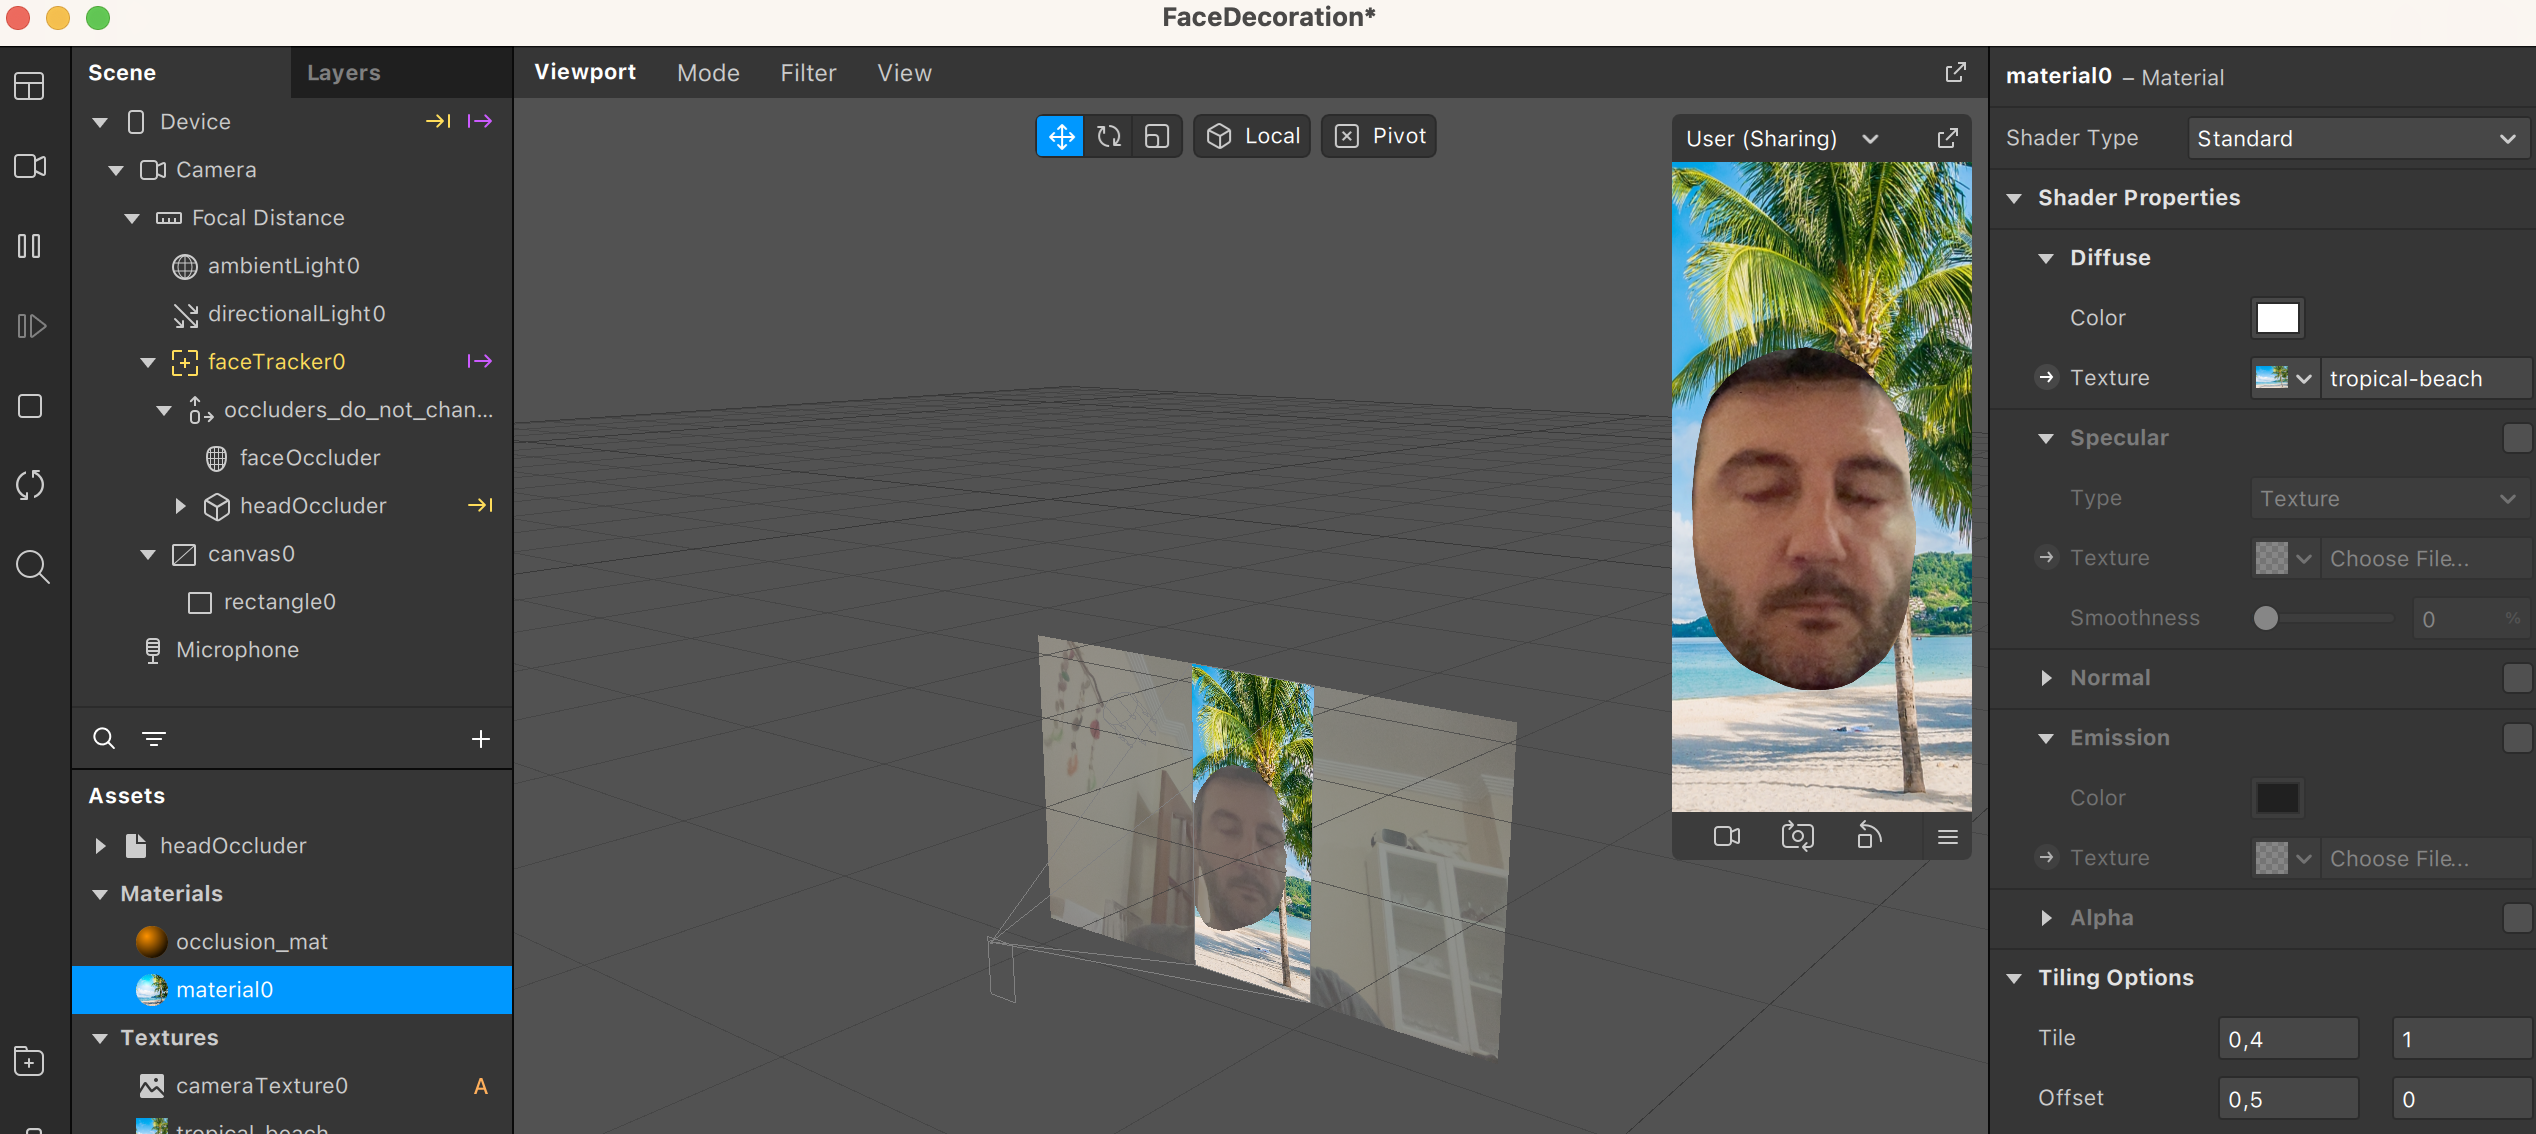 FaceDecoration*
Scene Layers
Device
Camera
Focal Distance
ambientLight0
directionalLight0
faceTracker0
occluders_do_not_chan...
faceOccluder
headOccluder
canvas0
rectangle0
Microphone
Assets
headOccluder
Materials
occlusion_mat
material0
Textures
cameraTexture0 A
tropical-beach
Viewport Mode Filter View
Local Pivot
User (Sharing)
material0 – Material
Shader Type Standard
Shader Properties
Diffuse
Color
Texture tropical-beach
Specular
Type Texture
Texture Choose File...
Smoothness 0 %
Normal
Emission
Color
Texture Choose File...
Alpha
Tiling Options
Tile 0,4 1
Offset 0,5 0